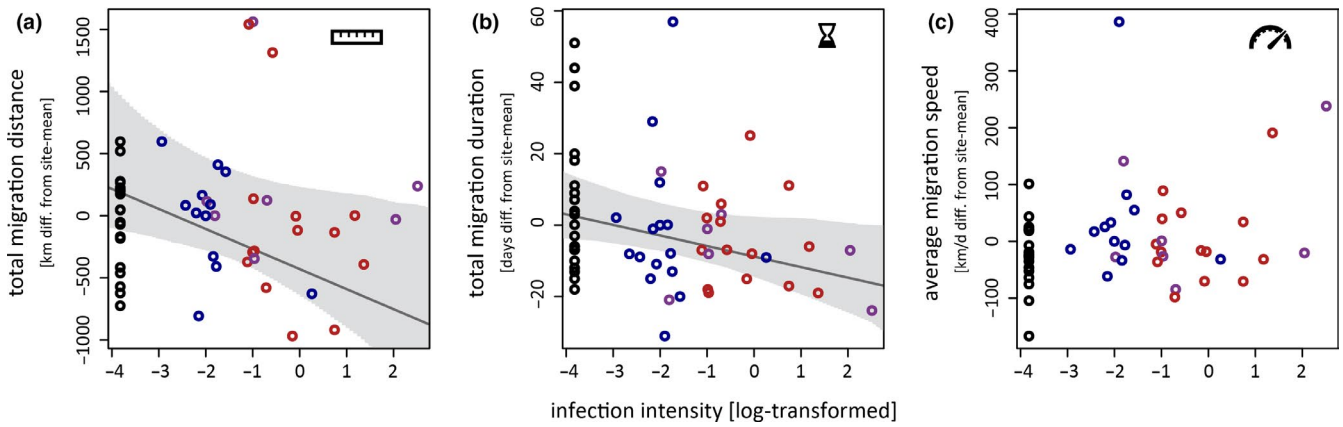 (a)
total migration distance
[km diff. from site-mean]
1500
1000
500
0
−500
−1000
−4 −3 −2 −1 0 1 2
(b)
total migration duration
[days diff. from site-mean]
60
40
20
0
−20
−4 −3 −2 −1 0 1 2
(c)
average migration speed
[km/d diff. from site-mean]
400
300
200
100
0
−100
−4 −3 −2 −1 0 1 2
infection intensity [log-transformed]